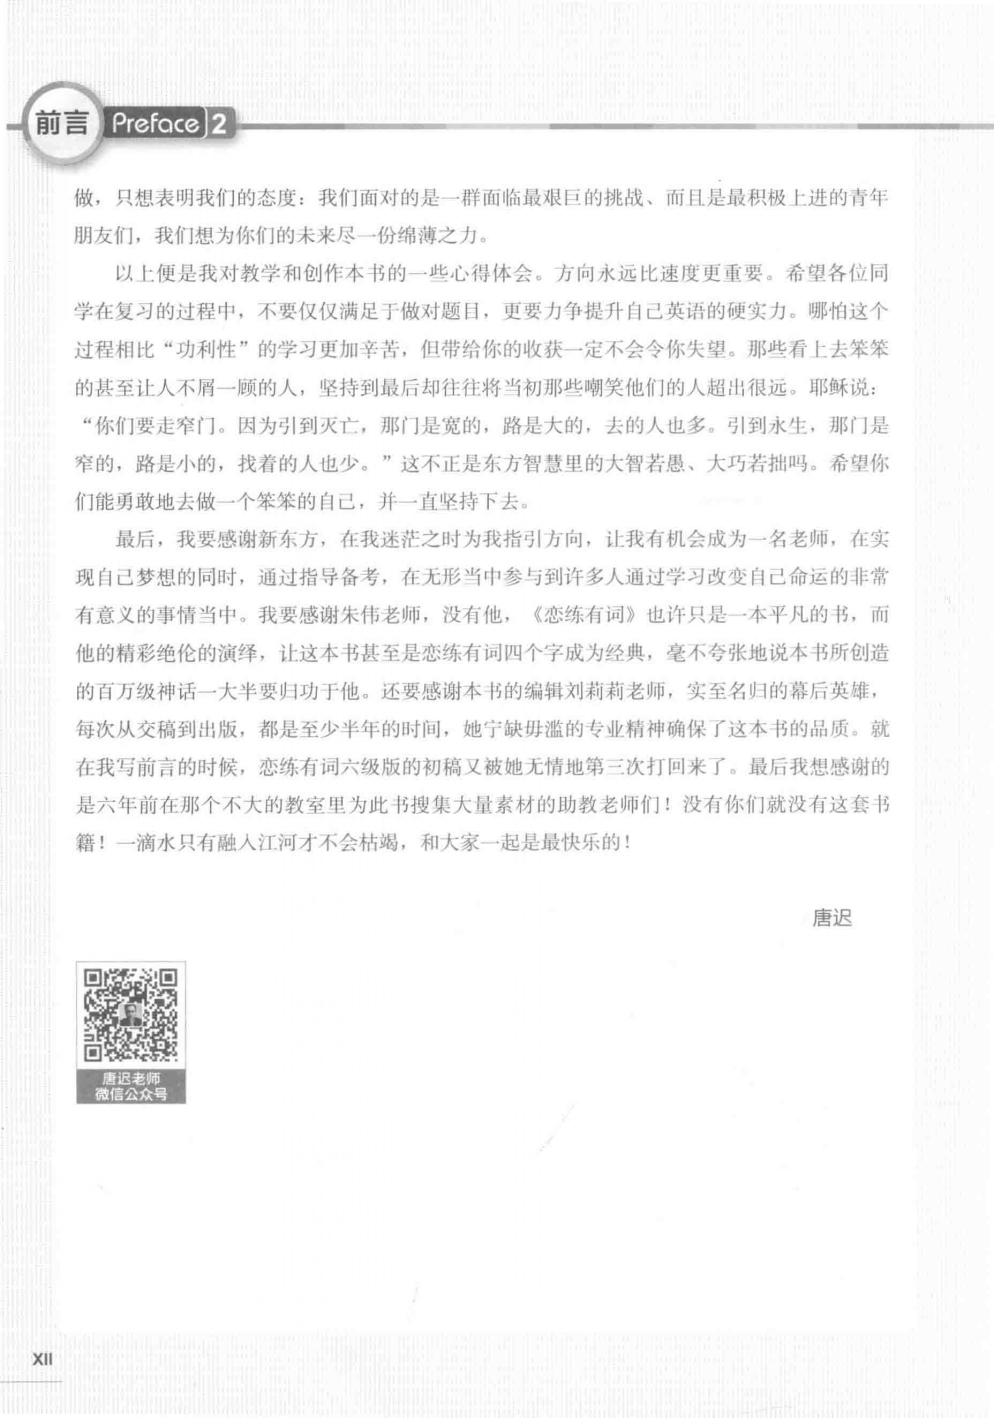 前言 Preface 2
做，只想表明我们的态度：我们面对的是一群面临最艰巨的挑战、而且是最积极上进的青年
朋友们，我们想为你们的未来尽一份绵薄之力。
以上便是我对教学和创作本书的一些心得体会。方向永远比速度更重要。希望各位同
学在复习的过程中，不要仅仅满足于做对题目，更要力争提升自己英语的硬实力。哪怕这个
过程相比“功利性”的学习更加辛苦，但带给你的收获一定不会令你失望。那些看上去笨笨
的甚至让人不屑一顾的人，坚持到最后却往往将当初那些嘲笑他们的人超出很远。耶稣说：
“你们要走窄门。因为引到灭亡，那门是宽的，路是大的，去的人也多。引到永生，那门是
窄的，路是小的，找着的人也少。”这不正是东方智慧里的大智若愚、大巧若拙吗。希望你
们能勇敢地去做一个笨笨的自己，并一直坚持下去。
最后，我要感谢新东方，在我迷茫之时为我指引方向，让我有机会成为一名老师，在实
现自己梦想的同时，通过指导备考，在无形当中参与到许多人通过学习改变自己命运的非常
有意义的事情当中。我要感谢朱伟老师，没有他，《恋练有词》也许只是一本平凡的书，而
他的精彩绝伦的演绎，让这本书甚至是恋练有词四个字成为经典，毫不夸张地说本书所创造
的百万级神话一大半要归功于他。还要感谢本书的编辑刘莉莉老师，实至名归的幕后英雄，
每次从交稿到出版，都是至少半年的时间，她宁缺毋滥的专业精神确保了这本书的品质。就
在我写前言的时候，恋练有词六级版的初稿又被她无情地第三次打回来了。最后我想感谢的
是六年前在那个不大的教室里为此书搜集大量素材的助教老师们！没有你们就没有这套书
籍！一滴水只有融入江河才不会枯竭，和大家一起是最快乐的！
唐迟
唐迟老师
微信公众号
XII